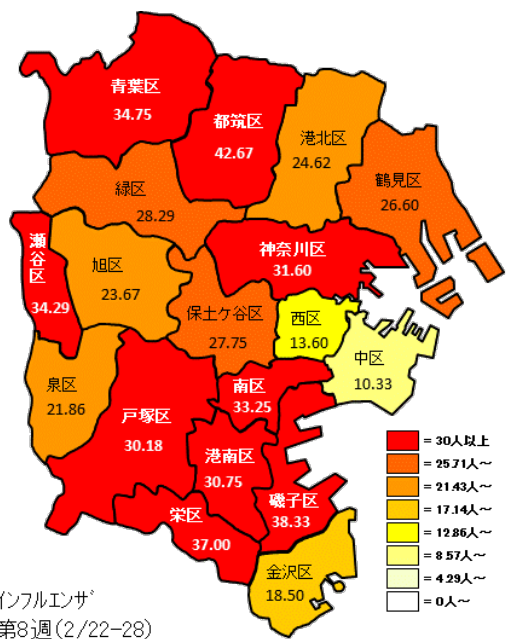 青葉区
34.75
都筑区
42.67
港北区
24.62
鶴見区
26.60
緑区
28.29
瀬谷区
34.29
旭区
23.67
神奈川区
31.60
保土ケ谷区
27.75
西区
13.60
中区
10.33
泉区
21.86
戸塚区
30.18
南区
33.25
港南区
30.75
磯子区
38.33
栄区
37.00
金沢区
18.50
= 30人以上
= 25.71人～
= 21.43人～
= 17.14人～
= 12.86人～
= 8.57人～
= 4.29人～
= 0人～
インフルエンザ
第8週(2/22-28)